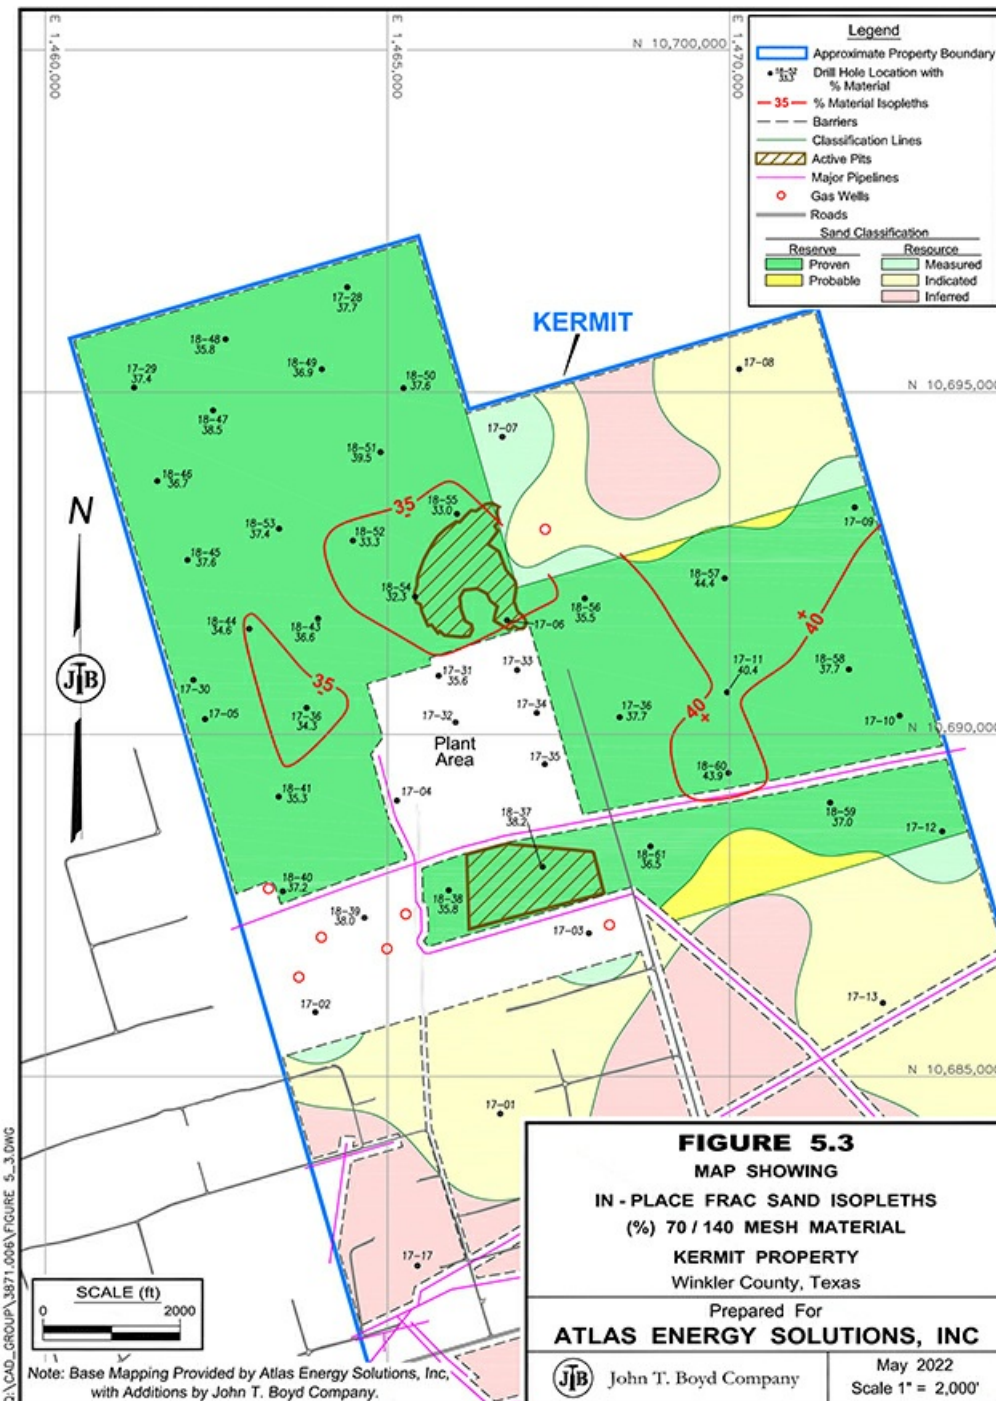 E 1,460,000
E 1,465,000
E 1,470,000
N 10,700,000
Legend
Approximate Property Boundary
18-52
33.3
Drill Hole Location with
% Material
35
% Material Isopleths
Barriers
Classification Lines
Active Pits
Major Pipelines
Gas Wells
Roads
Sand Classification
Reserve
Resource
Proven
Measured
Probable
Indicated
Inferred
17-28
37.7
KERMIT
18-48
35.8
18-49
36.9
17-29
37.4
18-50
37.6
17-08
N 10,695,000
18-47
38.5
17-07
18-51
39.5
18-46
36.7
35
18-55
33.0
17-09
N
18-53
37.4
18-52
33.3
18-45
37.6
18-57
44.4
18-54
32.3
18-56
35.5
18-44
34.6
18-43
36.6
17-06
40
JTB
17-30
35
17-31
35.6
17-33
17-11
40.4
18-58
37.7
17-05
17-36
34.3
17-32
17-34
17-36
37.7
40
17-10
N 10,690,000
Plant
Area
17-35
18-60
43.9
18-41
35.3
17-04
18-37
38.2
18-59
37.0
17-12
18-61
36.5
18-40
37.2
18-38
35.8
18-39
38.0
17-03
17-02
17-13
N 10,685,000
17-01
17-17
FIGURE 5.3
MAP SHOWING
IN - PLACE FRAC SAND ISOPLETHS
(%) 70 / 140 MESH MATERIAL
KERMIT PROPERTY
Winkler County, Texas
Prepared For
ATLAS ENERGY SOLUTIONS, INC
JTB
John T. Boyd Company
May 2022
Scale 1" = 2,000'
SCALE (ft)
0
2000
Note: Base Mapping Provided by Atlas Energy Solutions, Inc,
with Additions by John T. Boyd Company.
Q:\CAD_GROUP\3871.006\FIGURE 5_3.DWG